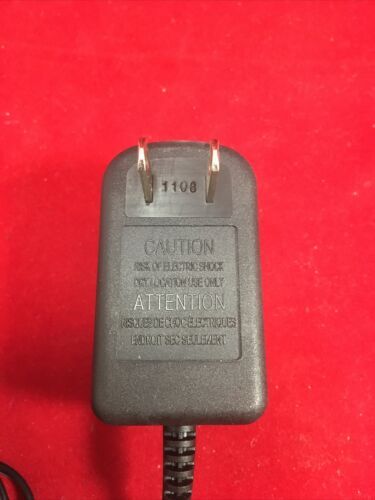 1106
CAUTION
RISK OF ELECTRIC SHOCK
DRY LOCATION USE ONLY
ATTENTION
RISQUES DE CHOC ELECTRIQUES
ENDROIT SEC SEULEMENT